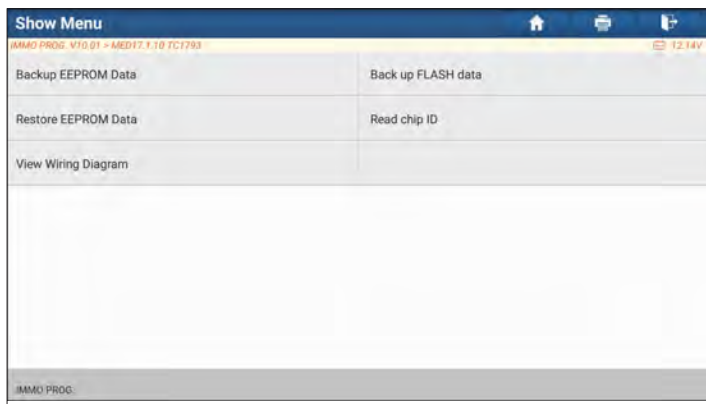 Show Menu
IMMO PROG. V10.01 > MED17.1.10 TC1793 12.14V
Backup EEPROM Data Back up FLASH data
Restore EEPROM Data Read chip ID
View Wiring Diagram
IMMO PROG.